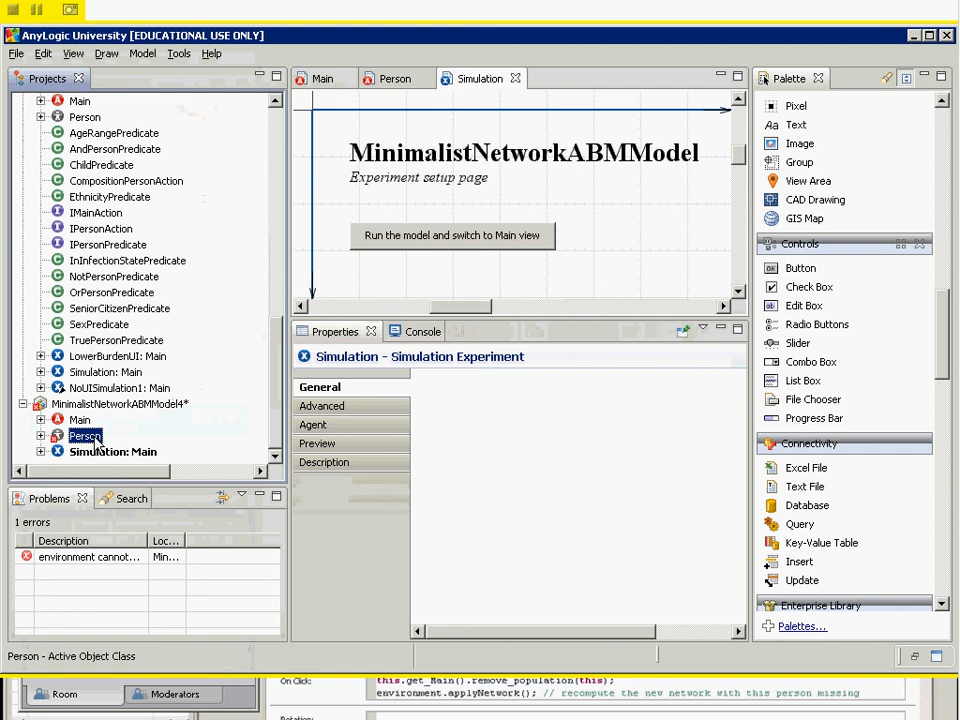 AnyLogic University [EDUCATIONAL USE ONLY]
File Edit View Draw Model Tools Help
Projects
Main
Person
AgeRangePredicate
AndPersonPredicate
ChildPredicate
CompositionPersonAction
EthnicityPredicate
IMainAction
IPersonAction
IPersonPredicate
InInfectionStatePredicate
NotPersonPredicate
OrPersonPredicate
SeniorCitizenPredicate
SexPredicate
TruePersonPredicate
LowerBurdenUI: Main
Simulation: Main
NoUISimulation1: Main
MinimalistNetworkABMModel4*
Main
Person
Simulation: Main
Problems Search
1 errors
Description Loc...
environment cannot... Min...
Main Person Simulation
MinimalistNetworkABMModel
Experiment setup page
Run the model and switch to Main view
Properties Console
Simulation - Simulation Experiment
General
Advanced
Agent
Preview
Description
Palette
Pixel
Aa Text
Image
Group
View Area
CAD Drawing
GIS Map
Controls
OK Button
Check Box
Edit Box
Radio Buttons
Slider
Combo Box
List Box
File Chooser
Progress Bar
Connectivity
Excel File
Text File
Database
Query
Key-Value Table
Insert
Update
Enterprise Library
Palettes...
Person - Active Object Class
Room Moderators
On Click:
this.get_Main().remove_population(this);
environment.applyNetwork(); // recompute the new network with this person missing
Rotation: